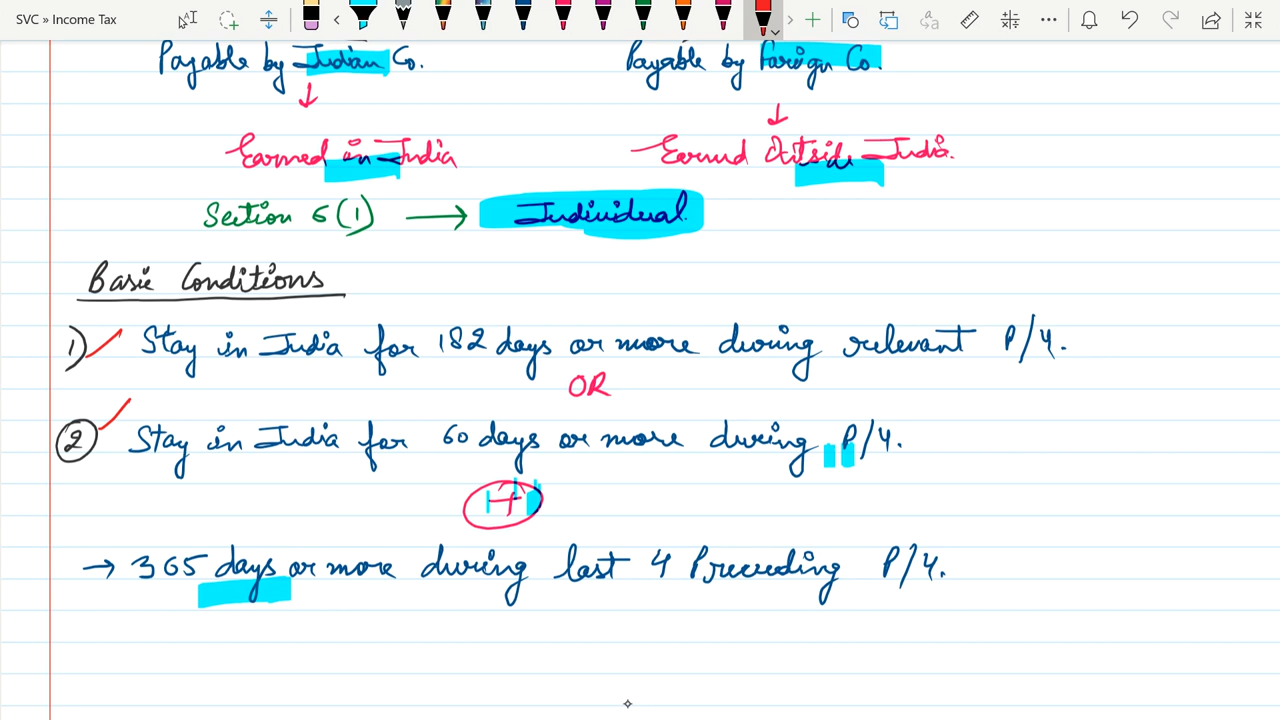 SVC » Income Tax
Payable by Indian Co. Payable by Foreign Co.
Earned in India Earned Outside India.
Section 6(1) → Individual.
Basic Conditions
1) Stay in India for 182 days or more during relevant P/Y.
OR
2 Stay in India for 60 days or more during P/Y.
+
→ 365 days or more during last 4 Preceeding P/Y.